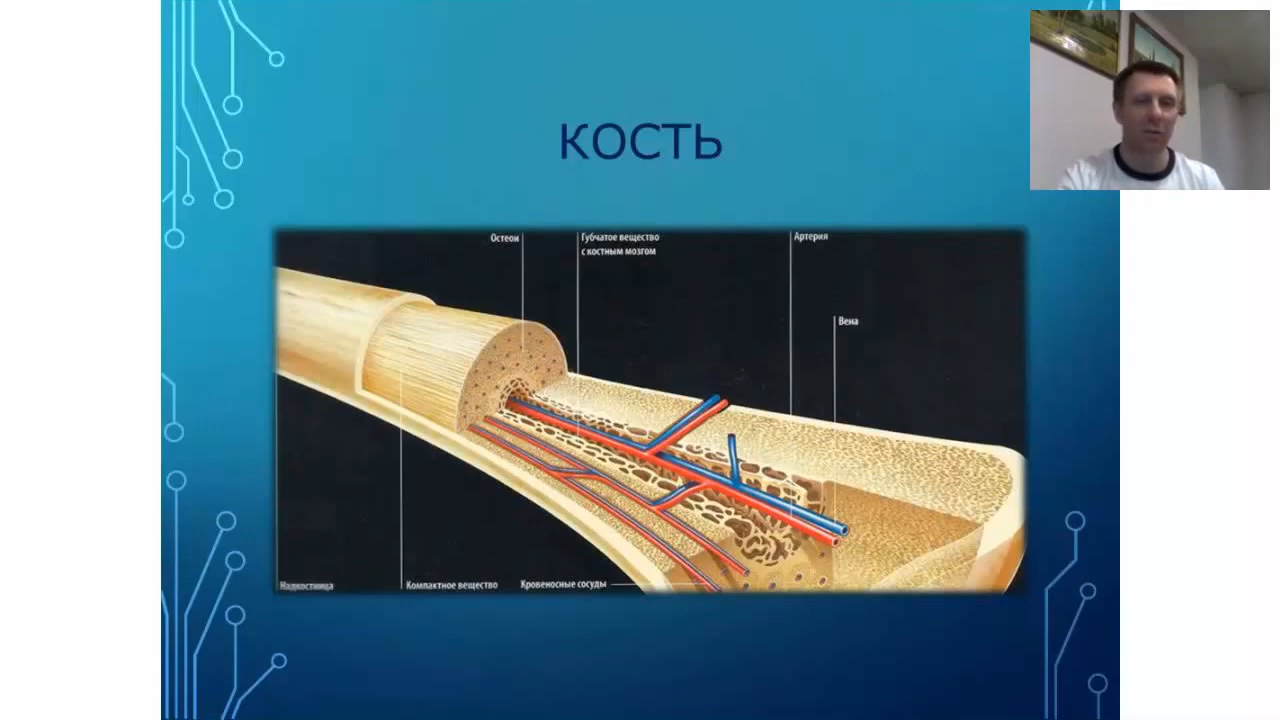 КОСТЬ
Остеон
Губчатое вещество
с костным мозгом
Артерия
Вена
Надкостница
Компактное вещество
Кровеносные сосуды